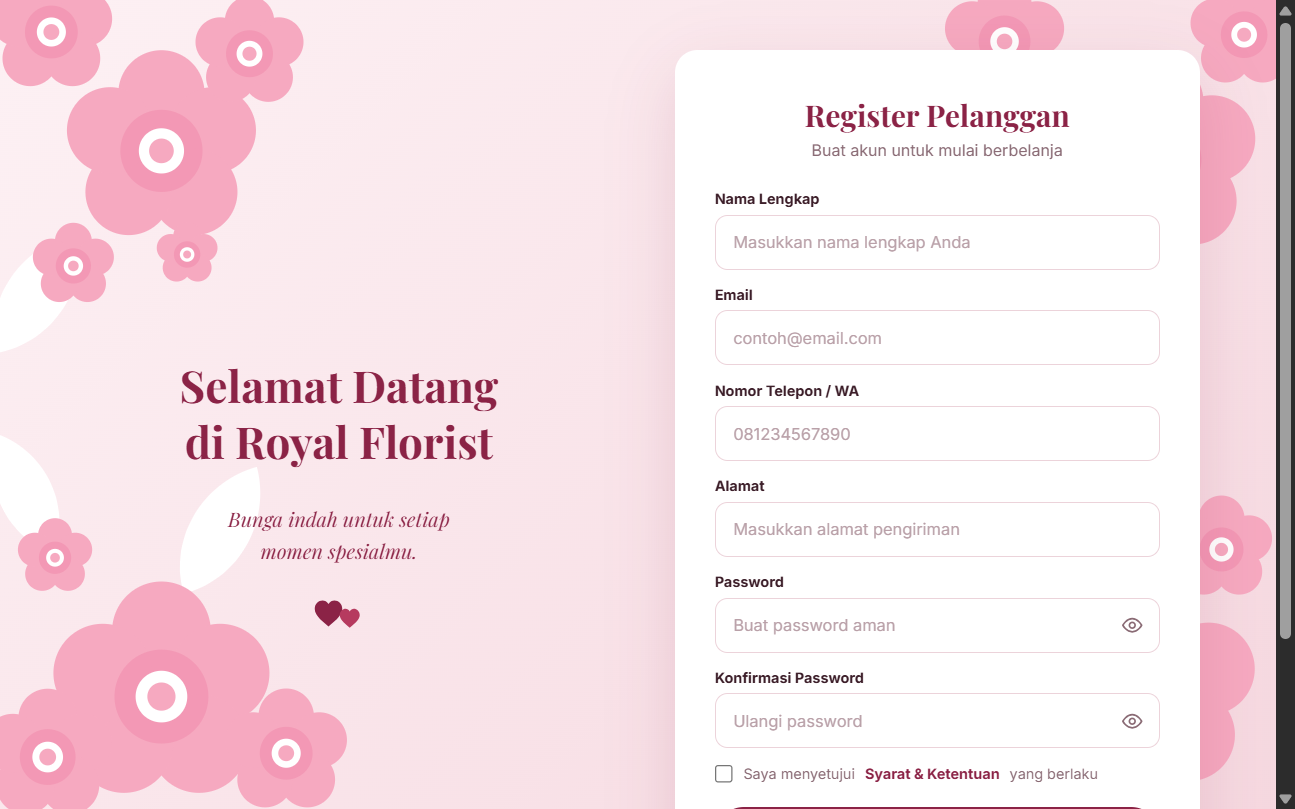 Selamat Datang
di Royal Florist
Bunga indah untuk setiap
momen spesialmu.
Register Pelanggan
Buat akun untuk mulai berbelanja
Nama Lengkap
Masukkan nama lengkap Anda
Email
contoh@email.com
Nomor Telepon / WA
081234567890
Alamat
Masukkan alamat pengiriman
Password
Buat password aman
Konfirmasi Password
Ulangi password
Saya menyetujui Syarat & Ketentuan yang berlaku